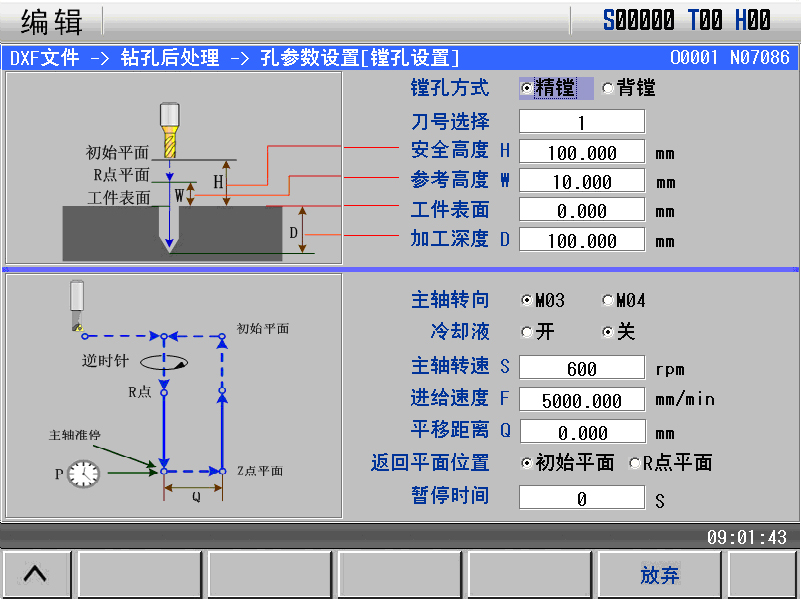 编辑 S00000 T00 H00
DXF文件 -> 钻孔后处理 -> 孔参数设置[镗孔设置] O0001 N07086
初始平面
R点平面
工件表面
H
W
D
镗孔方式 精镗 背镗
刀号选择 1
安全高度 H 100.000 mm
参考高度 W 10.000 mm
工件表面 0.000 mm
加工深度 D 100.000 mm
初始平面
逆时针
R点
主轴准停
P
Z点平面
Q
主轴转向 M03 M04
冷却液 开 关
主轴转速 S 600 rpm
进给速度 F 5000.000 mm/min
平移距离 Q 0.000 mm
返回平面位置 初始平面 R点平面
暂停时间 0 S
09:01:43
放弃